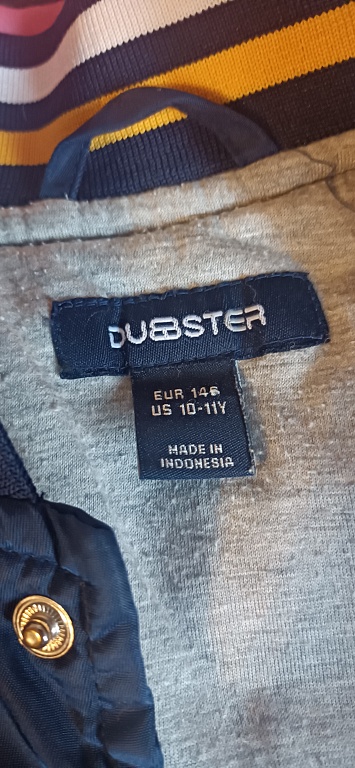 DUBSTER
EUR 146
US 10-11Y
MADE IN
INDONESIA